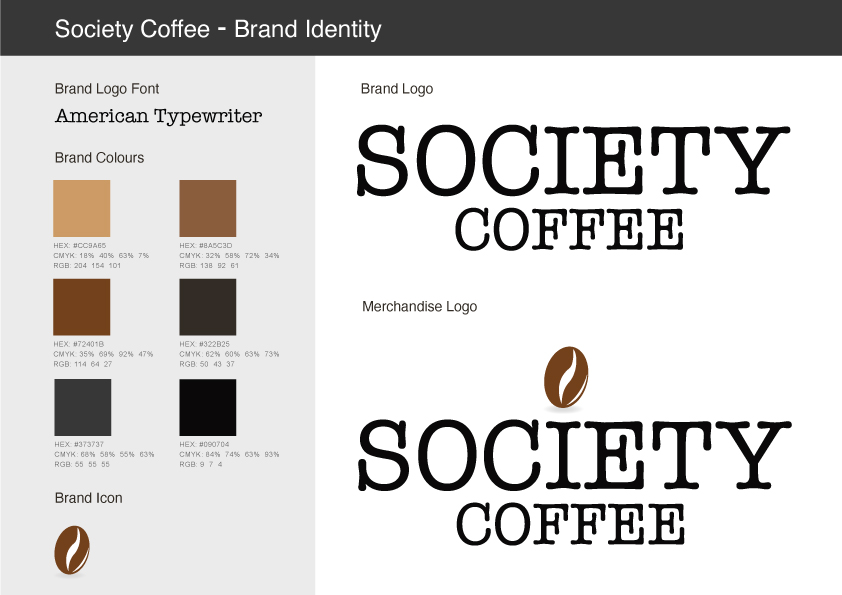 Society Coffee - Brand Identity
Brand Logo Font
American Typewriter
Brand Colours
HEX: #CC9A65
CMYK: 18% 40% 63% 7%
RGB: 204 154 101
HEX: #8A5C3D
CMYK: 32% 58% 72% 34%
RGB: 138 92 61
HEX: #72401B
CMYK: 35% 69% 92% 47%
RGB: 114 64 27
HEX: #322B25
CMYK: 62% 60% 63% 73%
RGB: 50 43 37
HEX: #373737
CMYK: 68% 58% 55% 63%
RGB: 55 55 55
HEX: #090704
CMYK: 84% 74% 63% 93%
RGB: 9 7 4
Brand Icon
Brand Logo
SOCIETY
COFFEE
Merchandise Logo
SOCIETY
COFFEE